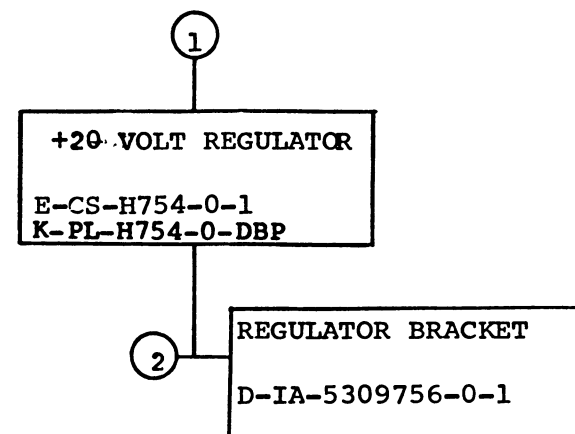 1
+20 VOLT REGULATOR
E-CS-H754-0-1
K-PL-H754-0-DBP
2
REGULATOR BRACKET
D-IA-5309756-0-1